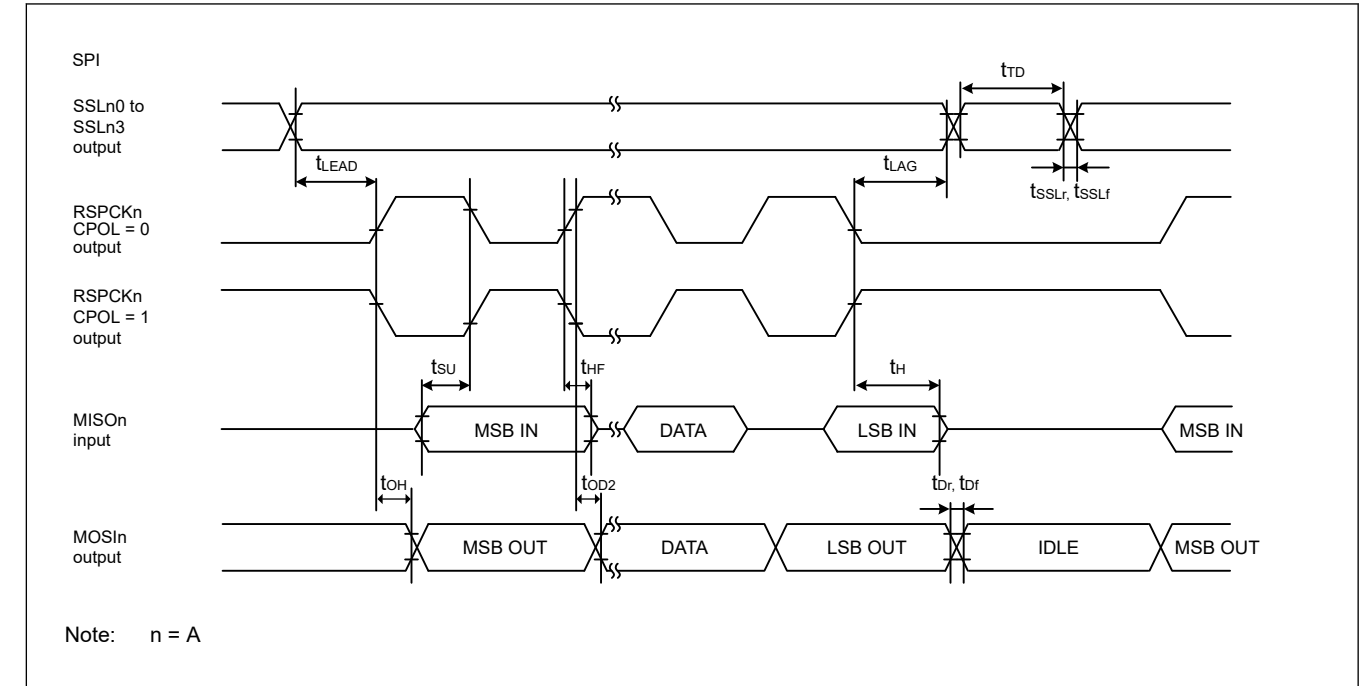 SPI
tTD
SSLn0 to
SSLn3
output
tLEAD
tLAG
tSSLr, tSSLf
RSPCKn
CPOL = 0
output
RSPCKn
CPOL = 1
output
tSU
tHF
tH
MISOn
input
MSB IN
DATA
LSB IN
MSB IN
tOH
tOD2
tDr, tDf
MOSIn
output
MSB OUT
DATA
LSB OUT
IDLE
MSB OUT
Note: n = A